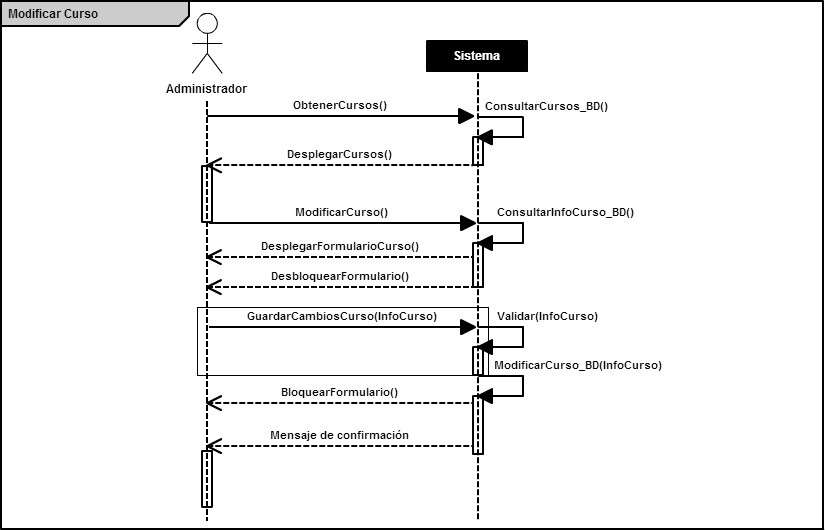 Modificar Curso
Sistema
Administrador
ObtenerCursos()
ConsultarCursos_BD()
DesplegarCursos()
ModificarCurso()
ConsultarInfoCurso_BD()
DesplegarFormularioCurso()
DesbloquearFormulario()
GuardarCambiosCurso(InfoCurso)
Validar(InfoCurso)
ModificarCurso_BD(InfoCurso)
BloquearFormulario()
Mensaje de confirmación